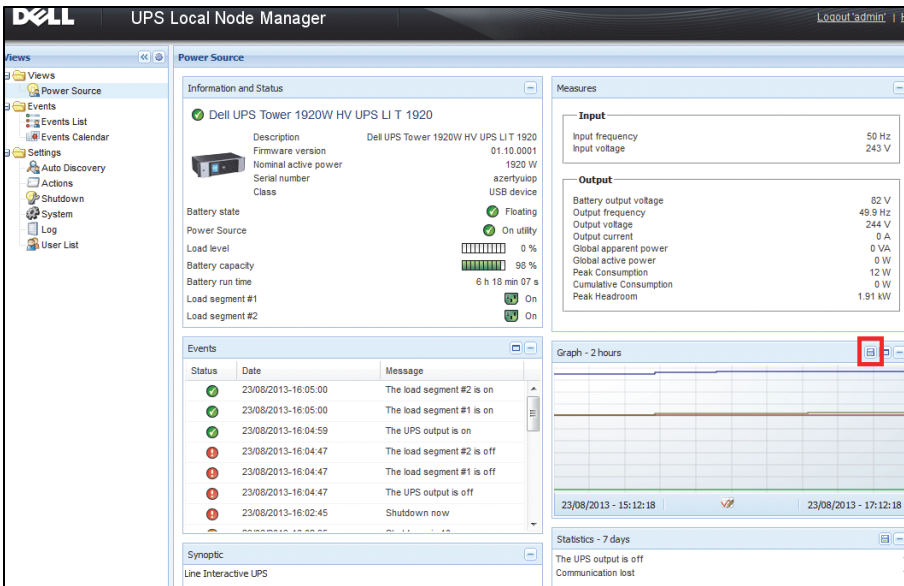 DELL UPS Local Node Manager Logout 'admin' |
Views
Views
Power Source
Events
Events List
Events Calendar
Settings
Auto Discovery
Actions
Shutdown
System
Log
User List
Power Source
Information and Status
Dell UPS Tower 1920W HV UPS LI T 1920
Description Dell UPS Tower 1920W HV UPS LI T 1920
Firmware version 01.10.0001
Nominal active power 1920 W
Serial number azertyuiop
Class USB device
Battery state Floating
Power Source On utility
Load level 0 %
Battery capacity 98 %
Battery run time 6 h 18 min 07 s
Load segment #1 On
Load segment #2 On
Events
Status Date Message
23/08/2013-16:05:00 The load segment #2 is on
23/08/2013-16:05:00 The load segment #1 is on
23/08/2013-16:04:59 The UPS output is on
23/08/2013-16:04:47 The load segment #2 is off
23/08/2013-16:04:47 The load segment #1 is off
23/08/2013-16:04:47 The UPS output is off
23/08/2013-16:02:45 Shutdown now
Synoptic
Line Interactive UPS
Measures
Input
Input frequency 50 Hz
Input voltage 243 V
Output
Battery output voltage 82 V
Output frequency 49.9 Hz
Output voltage 244 V
Output current 0 A
Global apparent power 0 VA
Global active power 0 W
Peak Consumption 12 W
Cumulative Consumption 0 W
Peak Headroom 1.91 kW
Graph - 2 hours
23/08/2013 - 15:12:18 23/08/2013 - 17:12:18
Statistics - 7 days
The UPS output is off
Communication lost